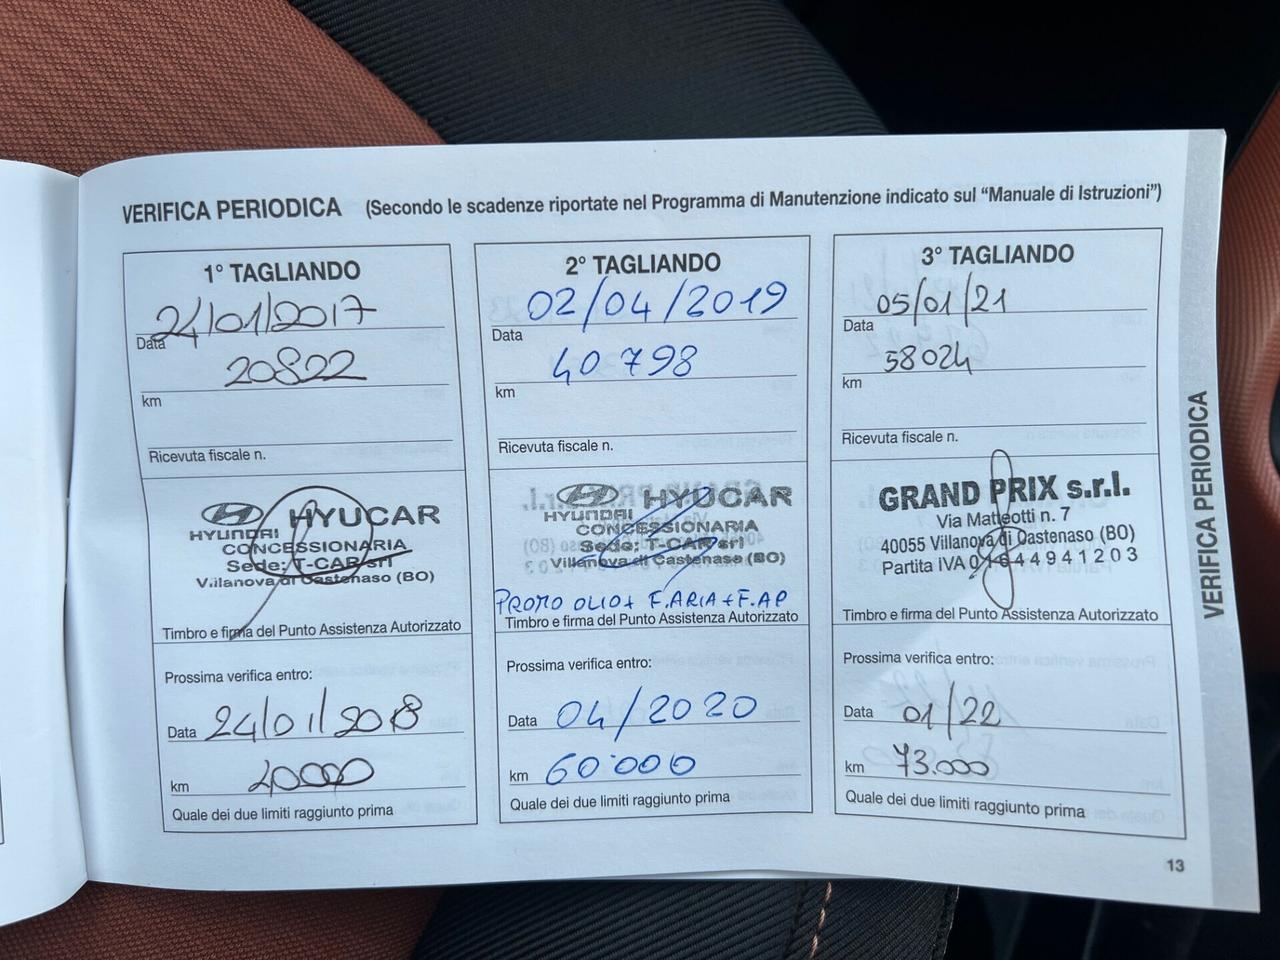 VERIFICA PERIODICA (Secondo le scadenze riportate nel Programma di Manutenzione indicato sul “Manuale di Istruzioni”)
1° TAGLIANDO
24/01/2017
Data
20822
km
Ricevuta fiscale n.
HYUNDAI HYUCAR
CONCESSIONARIA
Sede: T-CAR srl
Villanova di Castenaso (BO)
Timbro e firma del Punto Assistenza Autorizzato
Prossima verifica entro:
Data 24/01/2018
km 40000
Quale dei due limiti raggiunto prima
2° TAGLIANDO
02/04/2019
Data
40798
km
Ricevuta fiscale n.
HYUNDAI HYUCAR
CONCESSIONARIA
Sede: T-CAR srl
Villanova di Castenaso (BO)
PROMO OLIO+ F.ARIA+F.AP
Timbro e firma del Punto Assistenza Autorizzato
Prossima verifica entro:
Data 04/2020
km 60.000
Quale dei due limiti raggiunto prima
3° TAGLIANDO
05/01/21
Data
58024
km
Ricevuta fiscale n.
GRAND PRIX s.r.l.
Via Matteotti n. 7
40055 Villanova di Castenaso (BO)
Partita IVA
Timbro e firma del Punto Assistenza Autorizzato
Prossima verifica entro:
Data 01/22
km 73.000
Quale dei due limiti raggiunto prima
VERIFICA PERIODICA
13